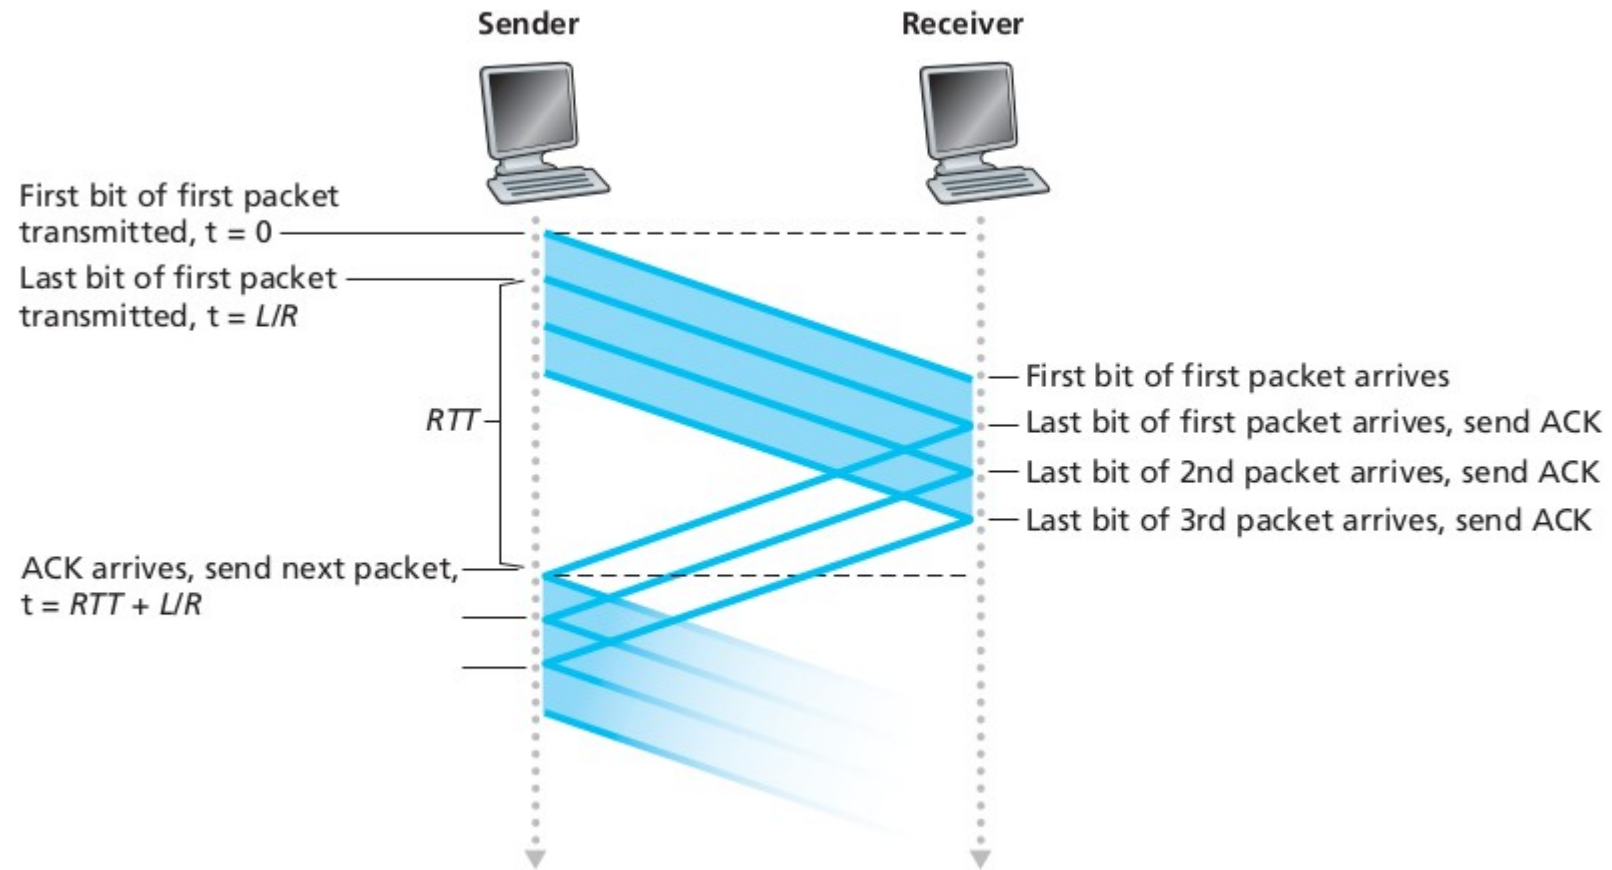 Sender
Receiver
First bit of first packet
transmitted, t = 0
Last bit of first packet
transmitted, t = L/R
First bit of first packet arrives
Last bit of first packet arrives, send ACK
RTT
Last bit of 2nd packet arrives, send ACK
Last bit of 3rd packet arrives, send ACK
ACK arrives, send next packet,
t = RTT + L/R